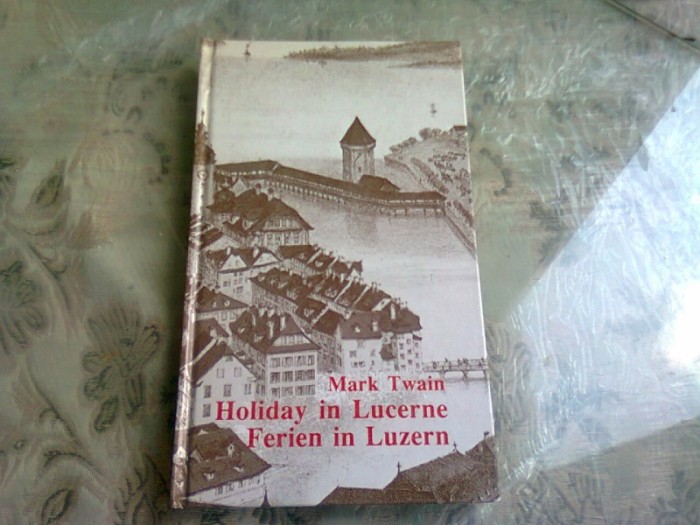 Mark Twain
Holiday in Lucerne
Ferien in Luzern